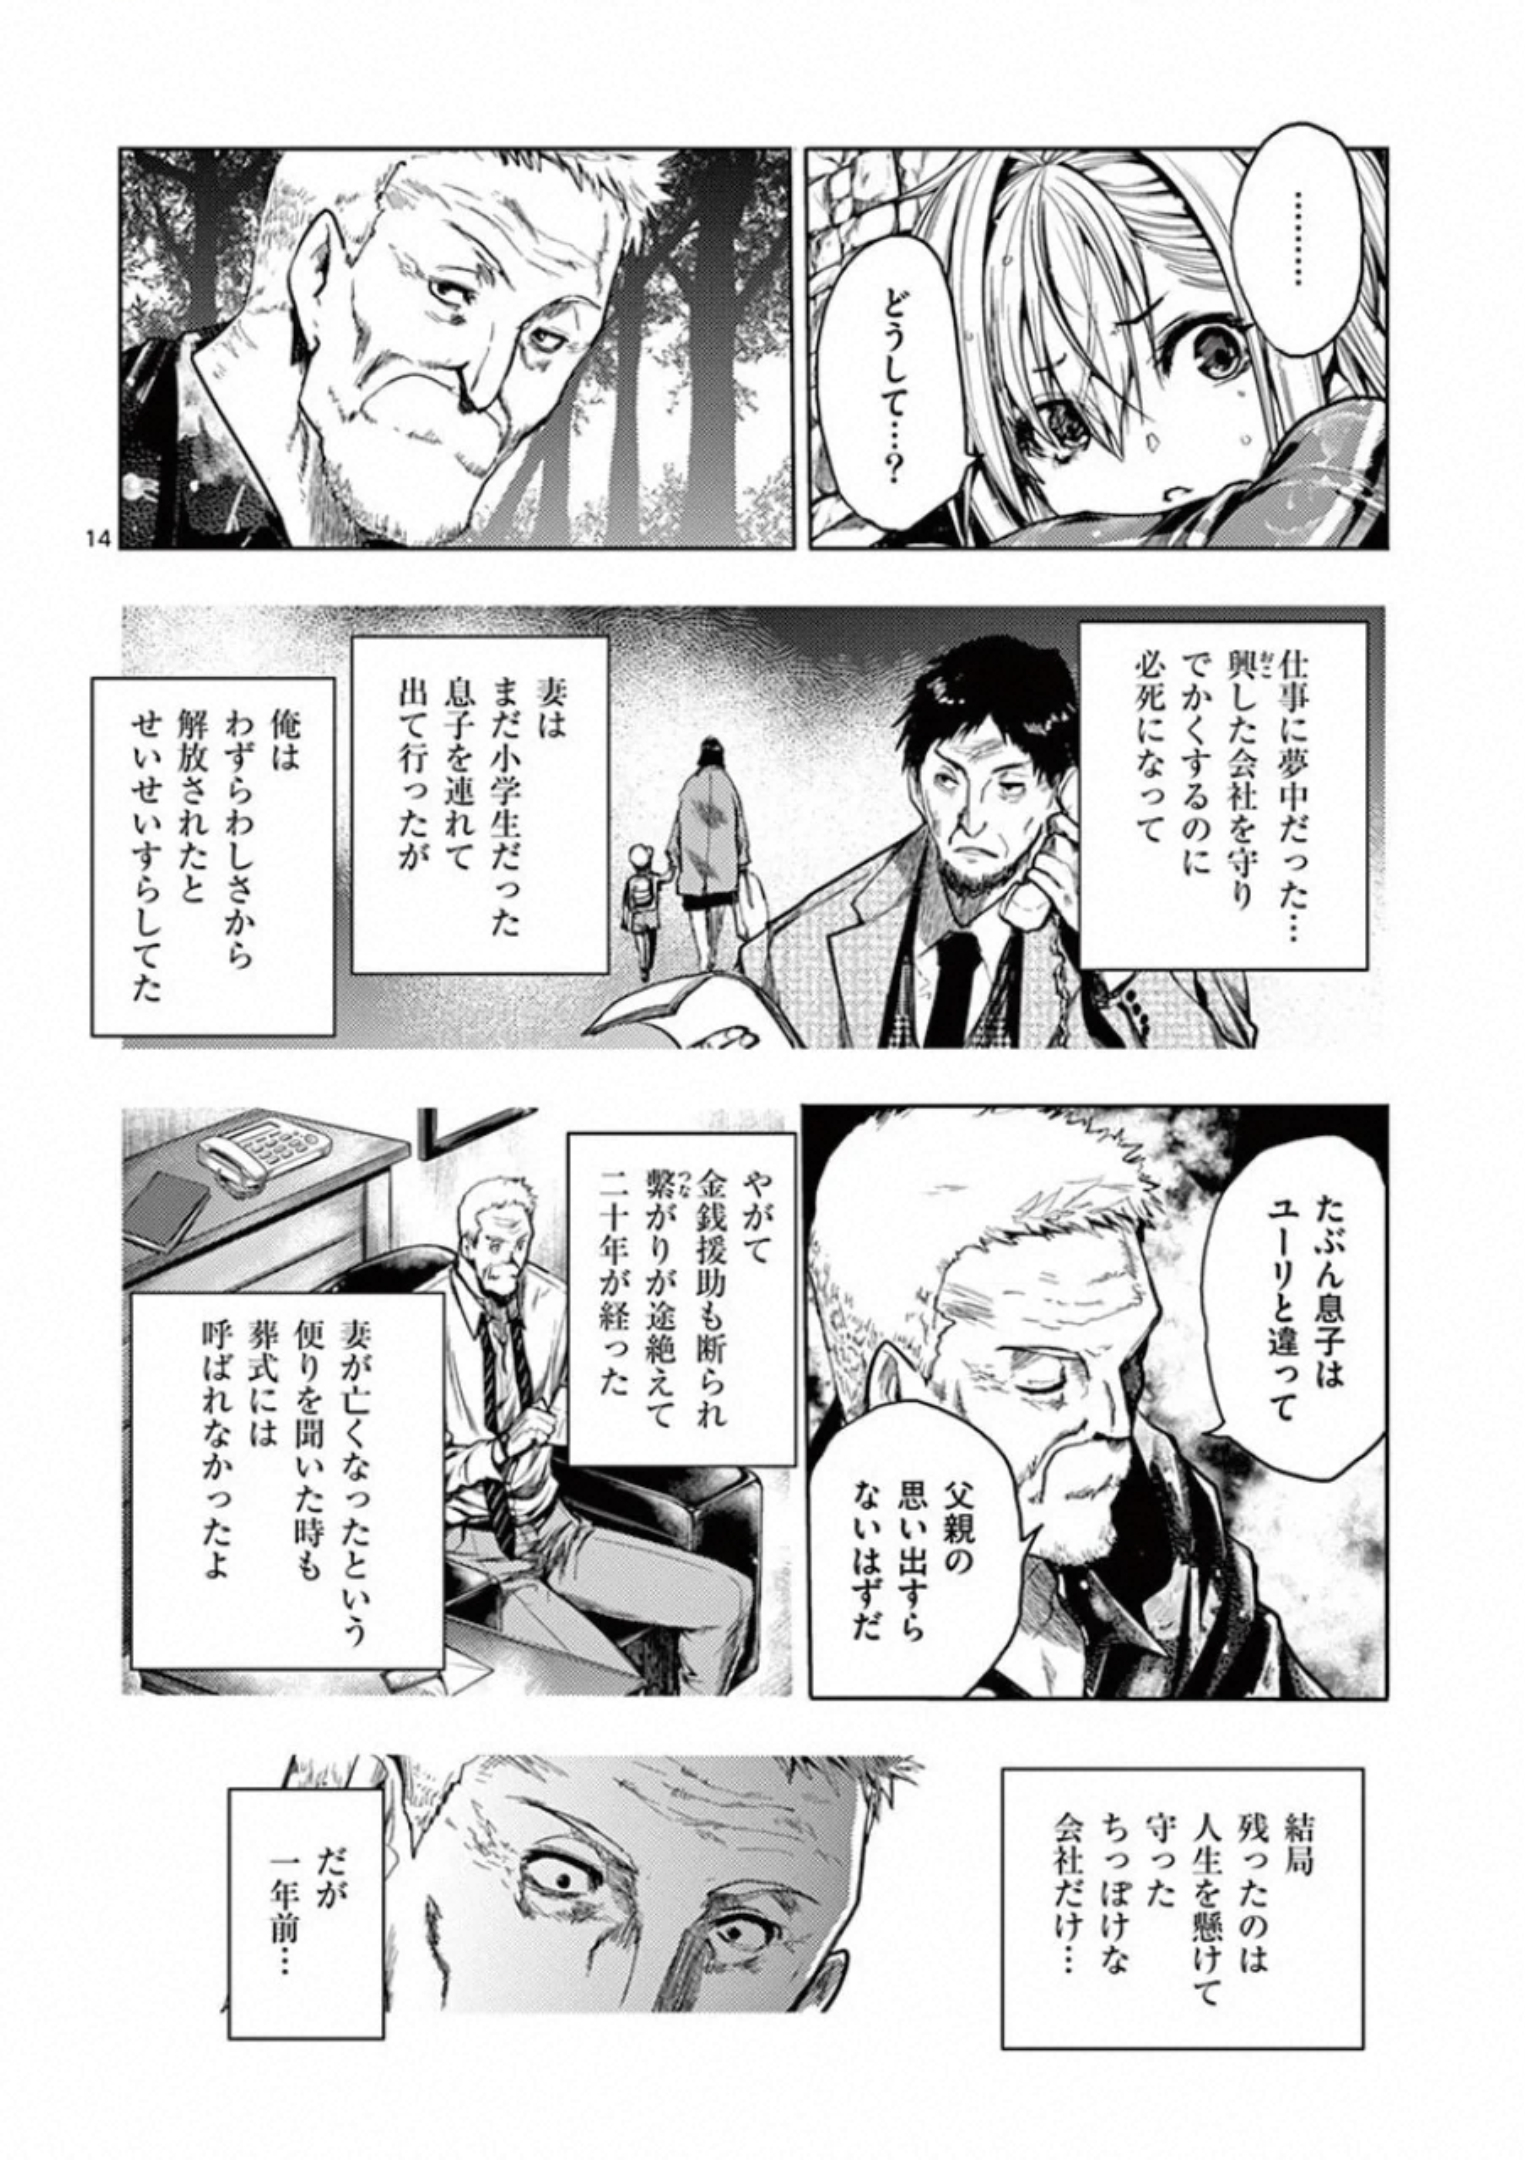 ………
どうして…？
14
仕事に夢中だった…
興した会社を守り
おこ
でかくするのに
必死になって
妻は
まだ小学生だった
息子を連れて
出て行ったが
俺は
わずらわしさから
解放されたと
せいせいすらしてた
たぶん息子は
ユーリと違って
父親の
思い出すら
ないはずだ
やがて
金銭援助も断られ
繋がりが途絶えて
つな
二十年が経った
妻が亡くなったという
便りを聞いた時も
葬式には
呼ばれなかったよ
結局
残ったのは
人生を懸けて
守った
ちっぽけな
会社だけ…
だが
一年前…